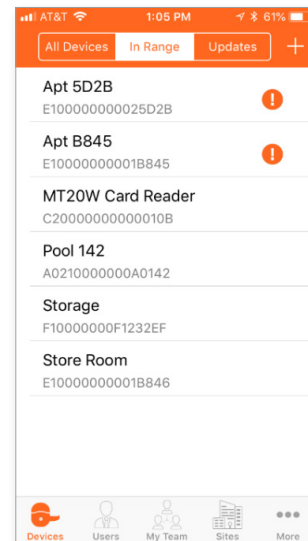 AT&T 1:05 PM 61%
All Devices In Range Updates +
Apt 5D2B
E100000000025D2B
!
Apt B845
E10000000001B845
!
MT20W Card Reader
C20000000000010B
Pool 142
A0210000000A0142
Storage
F10000000F1232EF
Store Room
E10000000001B846
Devices Users My Team Sites More